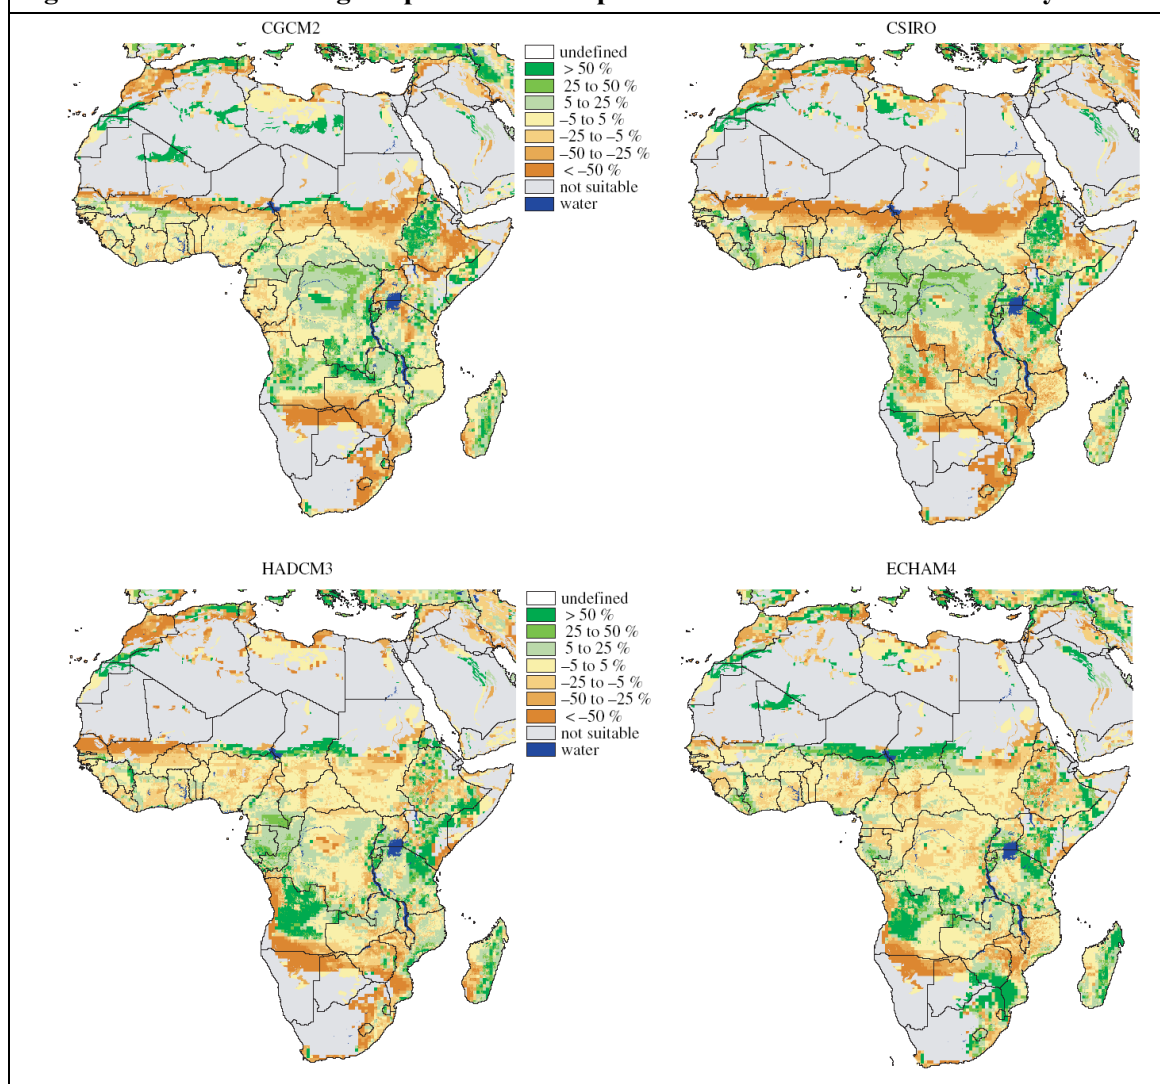 CGCM2
CSIRO
undefined
> 50 %
25 to 50 %
5 to 25 %
–5 to 5 %
–25 to –5 %
–50 to –25 %
< –50 %
not suitable
water
HADCM3
ECHAM4
undefined
> 50 %
25 to 50 %
5 to 25 %
–5 to 5 %
–25 to –5 %
–50 to –25 %
< –50 %
not suitable
water